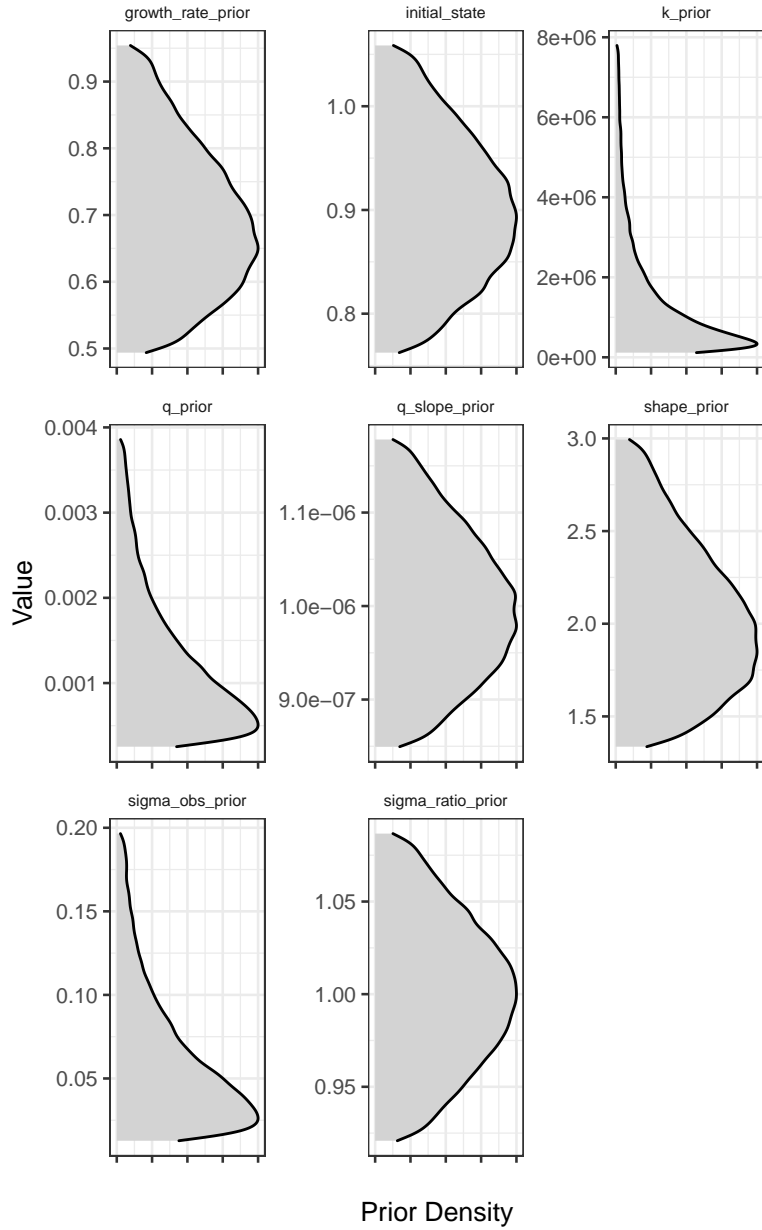 growth_rate_prior initial_state k_prior
0.9
0.8
0.7
0.6
0.5
1.0
0.9
0.8
8e+06
6e+06
4e+06
2e+06
0e+00
q_prior q_slope_prior shape_prior
0.004
0.003
0.002
0.001
1.1e−06
1.0e−06
9.0e−07
3.0
2.5
2.0
1.5
Value
sigma_obs_prior sigma_ratio_prior
0.20
0.15
0.10
0.05
1.05
1.00
0.95
Prior Density